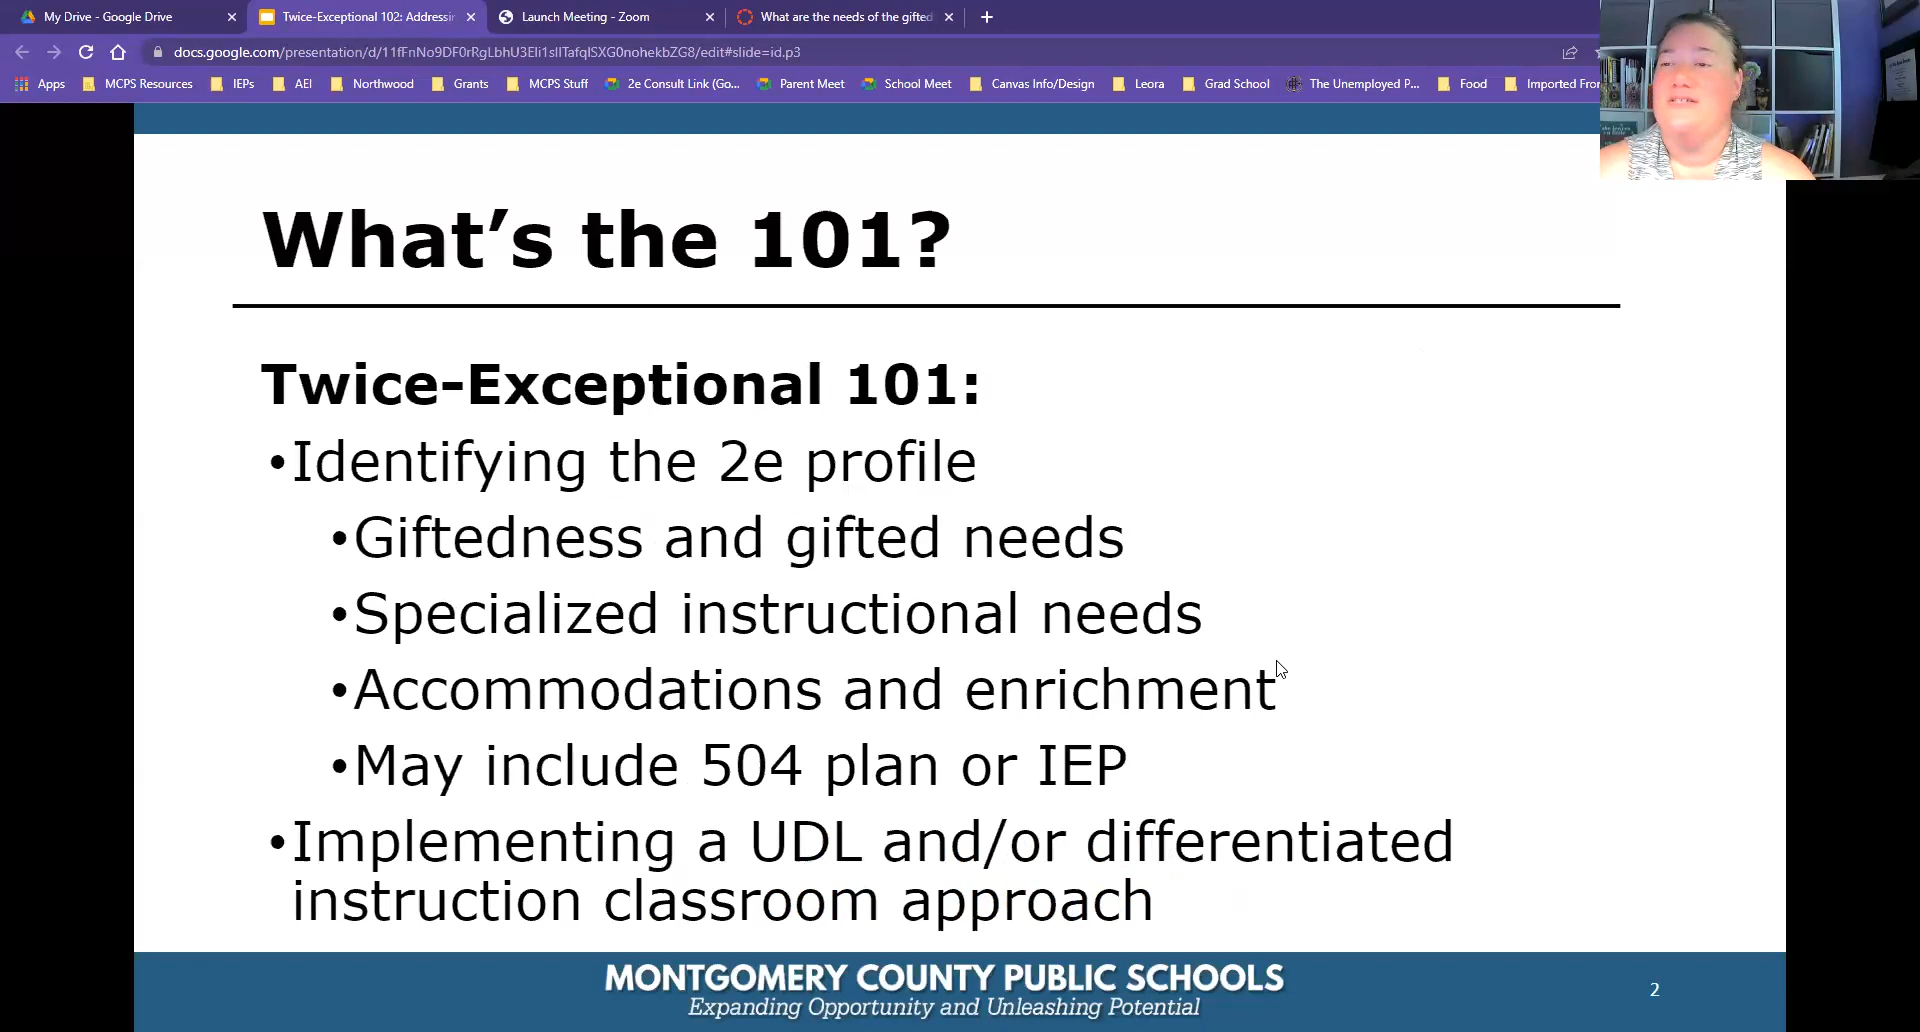 My Drive - Google Drive
Twice-Exceptional 102: Addressin
Launch Meeting - Zoom
What are the needs of the gifted
docs.google.com/presentation/d/11fFnNo9DF0rRgLbhU3Eli1sIITafqISXG0nohekbZG8/edit#slide=id.p3
Apps
MCPS Resources
IEPs
AEI
Northwood
Grants
MCPS Stuff
2e Consult Link (Go...
Parent Meet
School Meet
Canvas Info/Design
Leora
Grad School
The Unemployed P...
Food
Imported Fro
What's the 101?
Twice-Exceptional 101:
•Identifying the 2e profile
•Giftedness and gifted needs
•Specialized instructional needs
•Accommodations and enrichment
•May include 504 plan or IEP
•Implementing a UDL and/or differentiated
instruction classroom approach
MONTGOMERY COUNTY PUBLIC SCHOOLS
Expanding Opportunity and Unleashing Potential
2